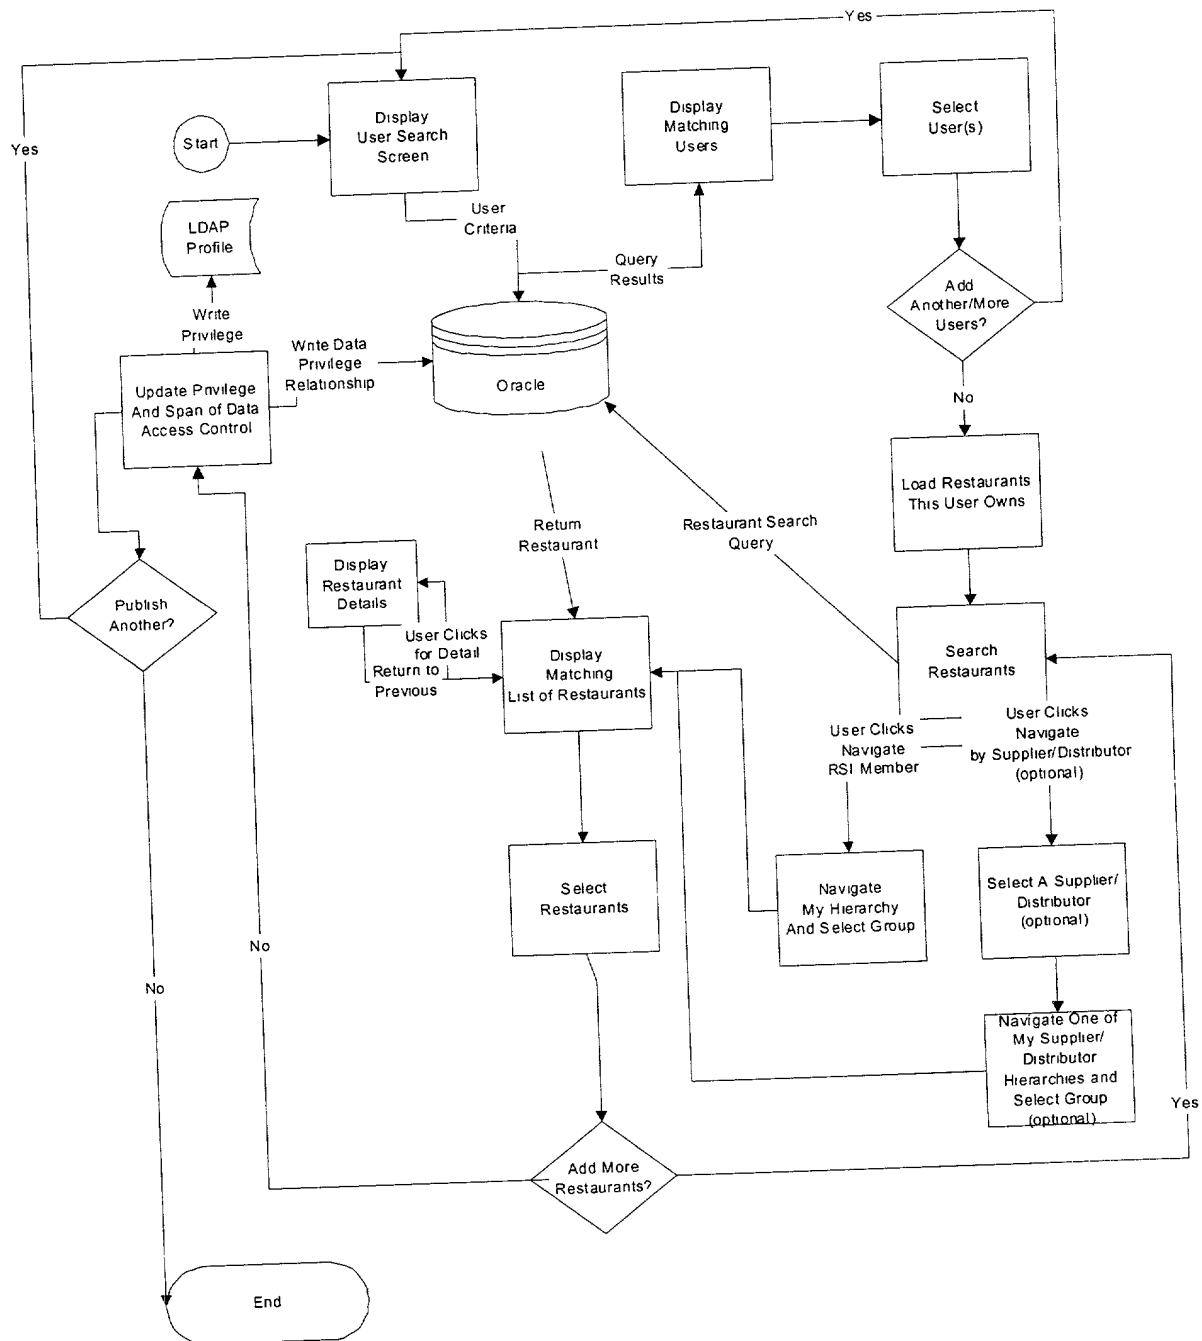 Yes
Display
User Search
Screen
Display
Matching
Users
Select
User(s)
Start
Yes
LDAP
Profile
User
Criteria
Query
Results
Add
Another/More
Users?
Write
Privilege
Write Data
Privilege
Relationship
Oracle
Update Privilege
And Span of Data
Access Control
No
Load Restaurants
This User Owns
Return
Restaurant
Restaurant Search
Query
Display
Restaurant
Details
Publish
Another?
User Clicks
for Detail
Return to
Previous
Display
Matching
List of Restaurants
Search
Restaurants
User Clicks
Navigate
RSI Member
User Clicks
Navigate
by Supplier/Distributor
(optional)
Select
Restaurants
Navigate
My Hierarchy
And Select Group
Select A Supplier/
Distributor
(optional)
No
No
Navigate One of
My Supplier/
Distributor
Hierarchies and
Select Group
(optional)
Yes
Add More
Restaurants?
End